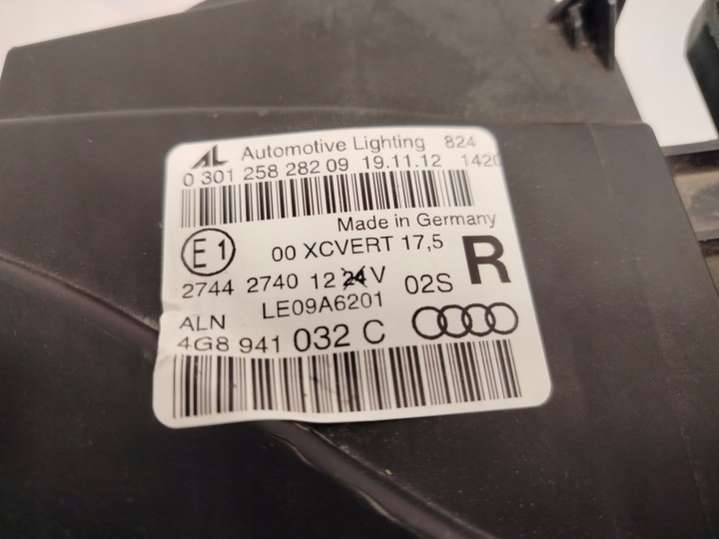 AL Automotive Lighting 824
0 301 258 282 09 19.11.12 1420
Made in Germany
E1 00 XCVERT 17,5 R
2744 2740 12 24 V 02S
ALN LE09A6201
4G8 941 032 C